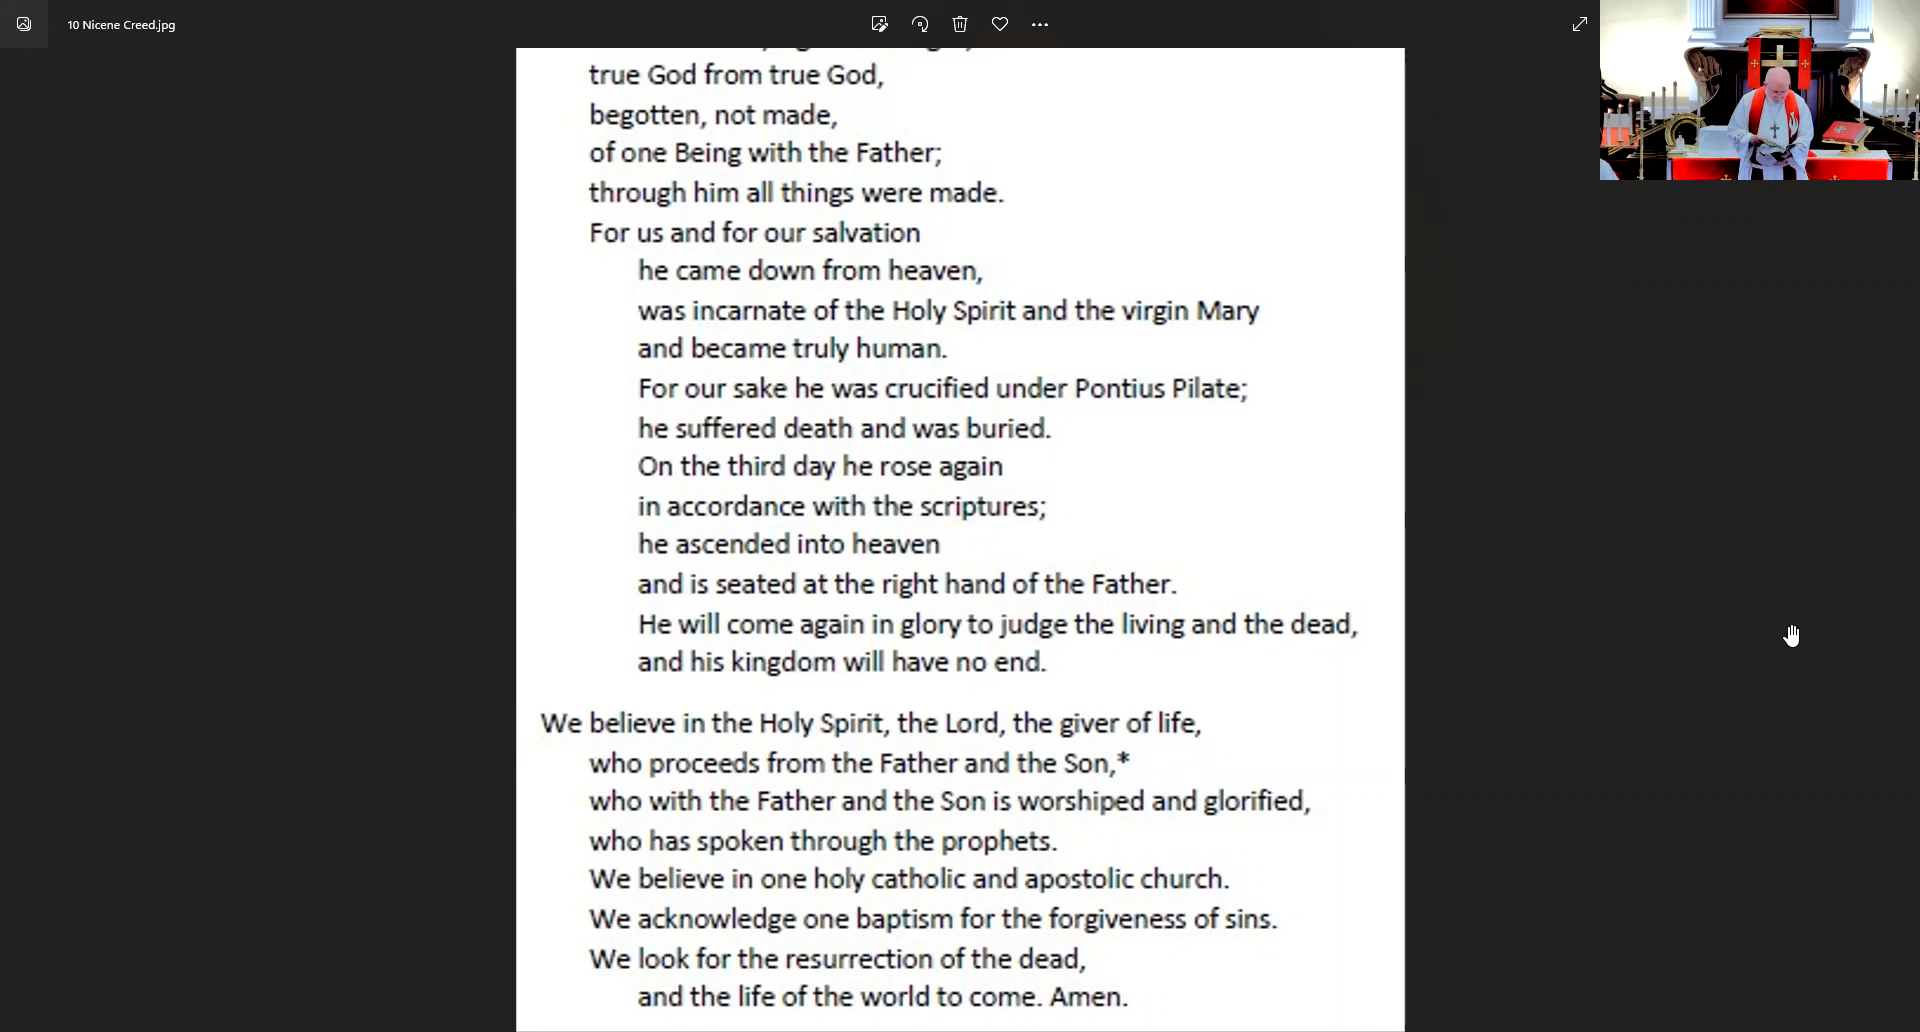 10 Nicene Creed.jpg
true God from true God,
begotten, not made,
of one Being with the Father;
through him all things were made.
For us and for our salvation
he came down from heaven,
was incarnate of the Holy Spirit and the virgin Mary
and became truly human.
For our sake he was crucified under Pontius Pilate;
he suffered death and was buried.
On the third day he rose again
in accordance with the scriptures;
he ascended into heaven
and is seated at the right hand of the Father.
He will come again in glory to judge the living and the dead,
and his kingdom will have no end.
We believe in the Holy Spirit, the Lord, the giver of life,
who proceeds from the Father and the Son,*
who with the Father and the Son is worshiped and glorified,
who has spoken through the prophets.
We believe in one holy catholic and apostolic church.
We acknowledge one baptism for the forgiveness of sins.
We look for the resurrection of the dead,
and the life of the world to come. Amen.